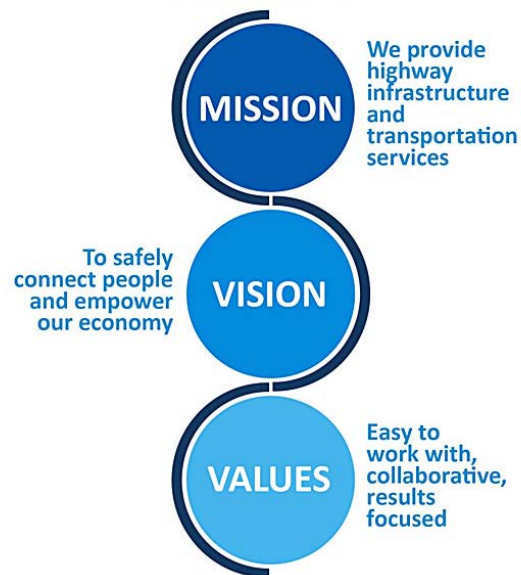 MISSION
We provide
highway
infrastructure
and
transportation
services
To safely
connect people
and empower
our economy
VISION
VALUES
Easy to
work with,
collaborative,
results
focused